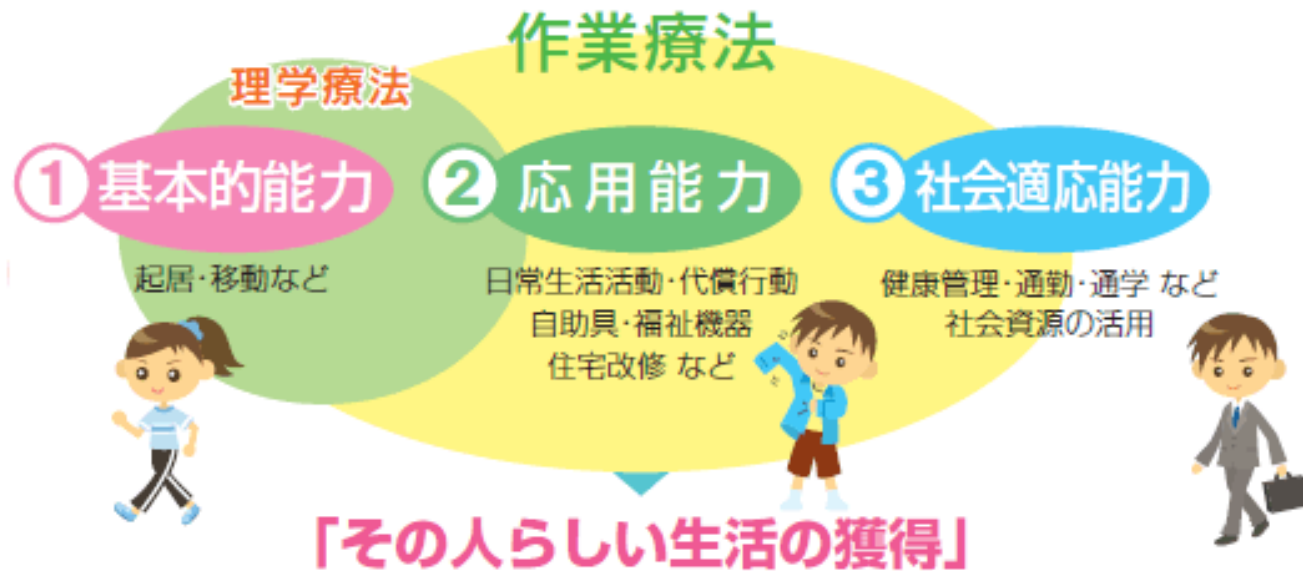 作業療法
理学療法
① 基本的能力
起居・移動など
② 応用能力
日常生活活動・代償行動
自助具・福祉機器
住宅改修 など
③ 社会適応能力
健康管理・通勤・通学 など
社会資源の活用
「その人らしい生活の獲得」